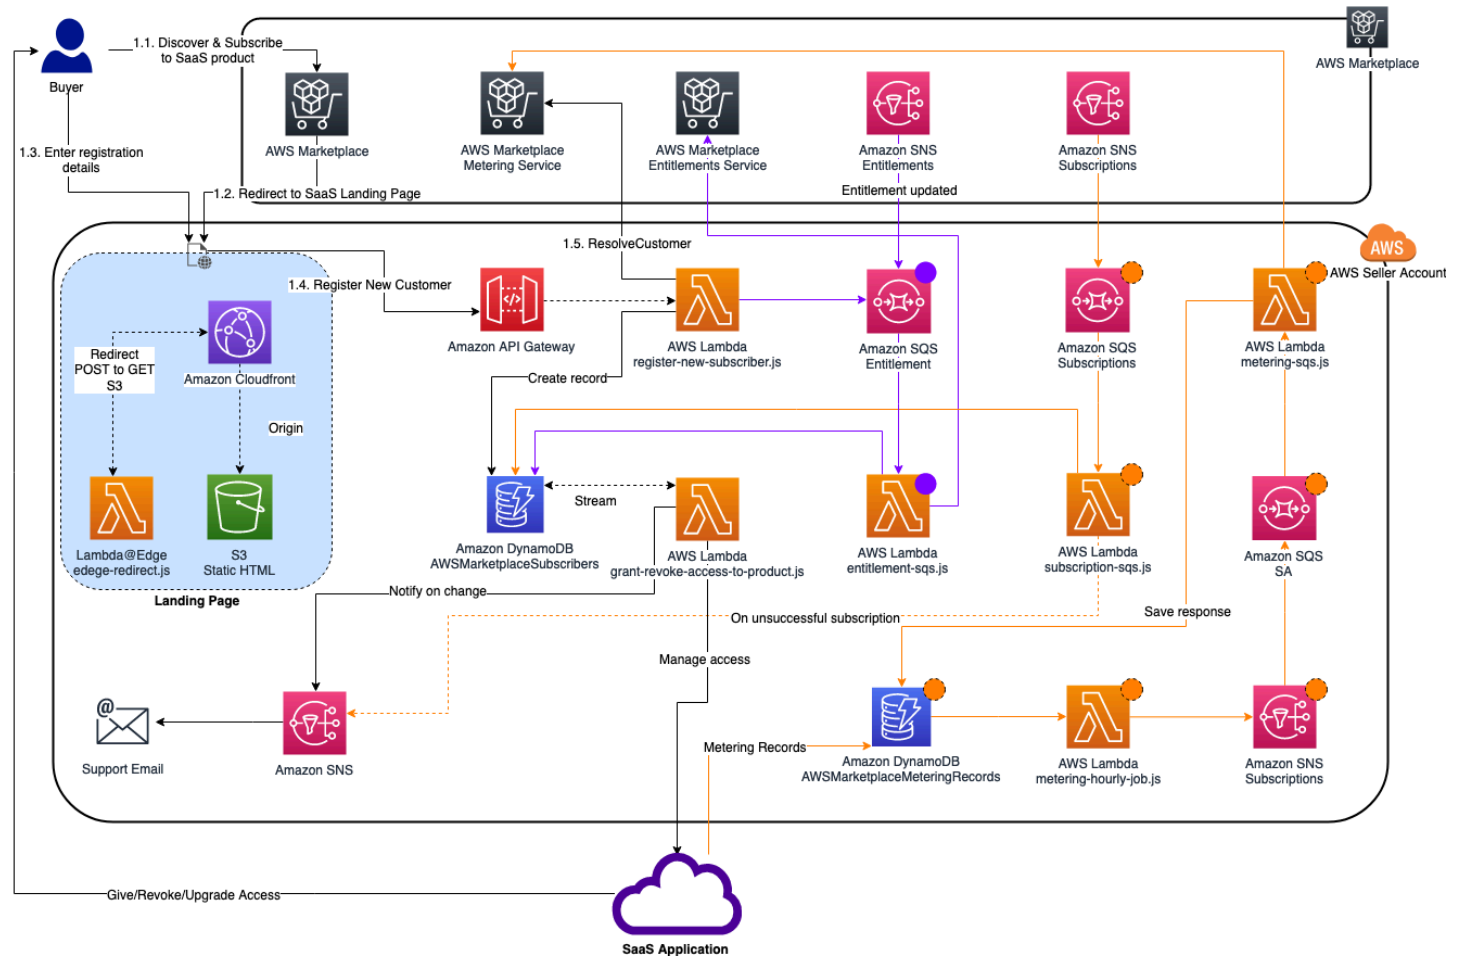 1.1. Discover & Subscribe
to SaaS product
AWS Marketplace
Buyer
AWS Marketplace
AWS Marketplace
Metering Service
AWS Marketplace
Entitlements Service
Amazon SNS
Entitlements
Amazon SNS
Subscriptions
1.3. Enter registration
details
1.2. Redirect to SaaS Landing Page
Entitlement updated
1.5. ResolveCustomer
AWS
AWS Seller Account
1.4. Register New Customer
Amazon API Gateway
AWS Lambda
register-new-subscriber.js
Amazon SQS
Entitlement
Amazon SQS
Subscriptions
AWS Lambda
metering-sqs.js
Redirect
POST to GET
S3
Amazon Cloudfront
Create record
Origin
Stream
Lambda@Edge
edege-redirect.js
S3
Static HTML
Landing Page
Amazon DynamoDB
AWSMarketplaceSubscribers
AWS Lambda
grant-revoke-access-to-product.js
AWS Lambda
entitlement-sqs.js
AWS Lambda
subscription-sqs.js
Amazon SQS
SA
Notify on change
On unsuccessful subscription
Save response
Manage access
@
Support Email
Amazon SNS
Metering Records
Amazon DynamoDB
AWSMarketplaceMeteringRecords
AWS Lambda
metering-hourly-job.js
Amazon SNS
Subscriptions
Give/Revoke/Upgrade Access
SaaS Application